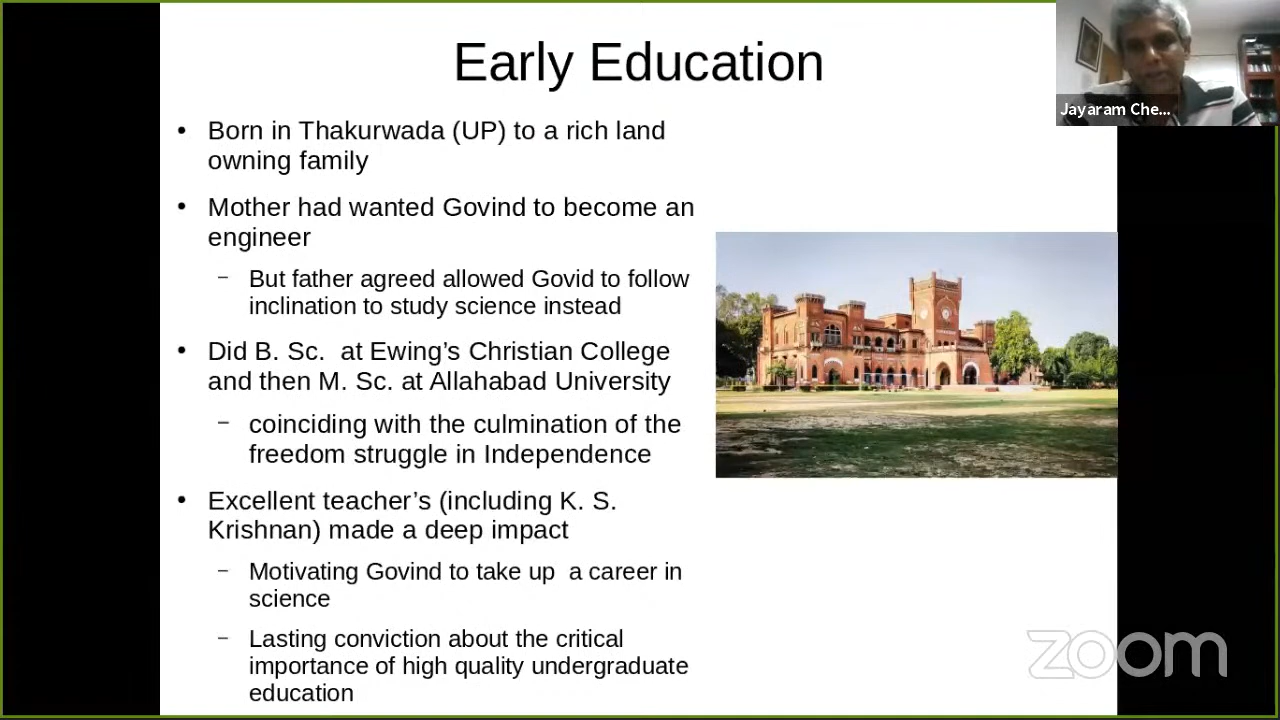 Early Education
Jayaram Che...
• Born in Thakurwada (UP) to a rich land
owning family
• Mother had wanted Govind to become an
engineer
– But father agreed allowed Govid to follow
inclination to study science instead
• Did B. Sc.  at Ewing’s Christian College
and then M. Sc. at Allahabad University
– coinciding with the culmination of the
freedom struggle in Independence
• Excellent teacher’s (including K. S.
Krishnan) made a deep impact
– Motivating Govind to take up  a career in
science
– Lasting conviction about the critical
importance of high quality undergraduate
education
zoom